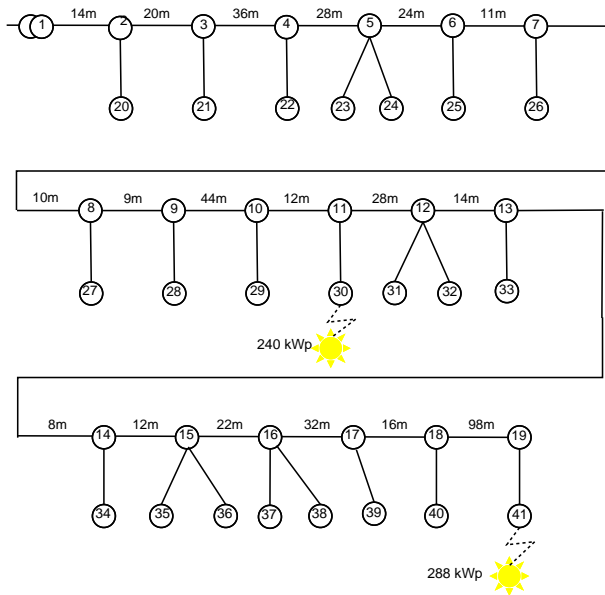 14m 20m 36m 28m 24m 11m
1 2 3 4 5 6 7
20 21 22 23 24 25 26
10m 9m 44m 12m 28m 14m
8 9 10 11 12 13
27 28 29 30 31 32 33
240 kWp
8m 12m 22m 32m 16m 98m
14 15 16 17 18 19
34 35 36 37 38 39 40 41
288 kWp